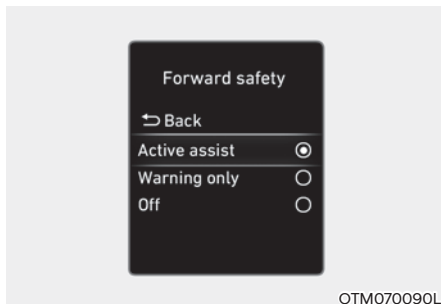 Forward safety
Back
Active assist
Warning only
Off
OTM070090L